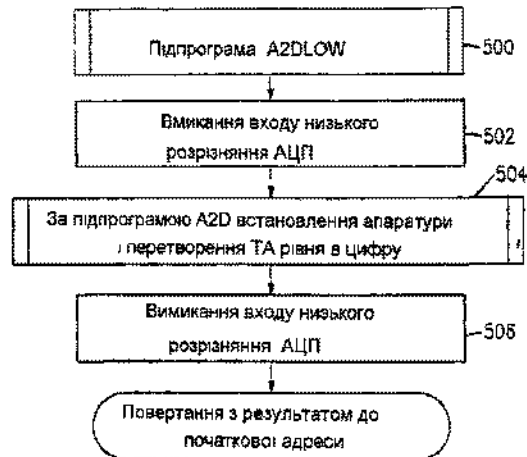 Підпрограма A2DLOW
500
Вмикання входу низького
розрізняння АЦП
502
504
За підпрограмою A2D встановлення апаратури
і перетворення ТА рівня в цифру
Вимикання входу низького
розрізняння АЦП
506
Повертання з результатом до
початкової адреси